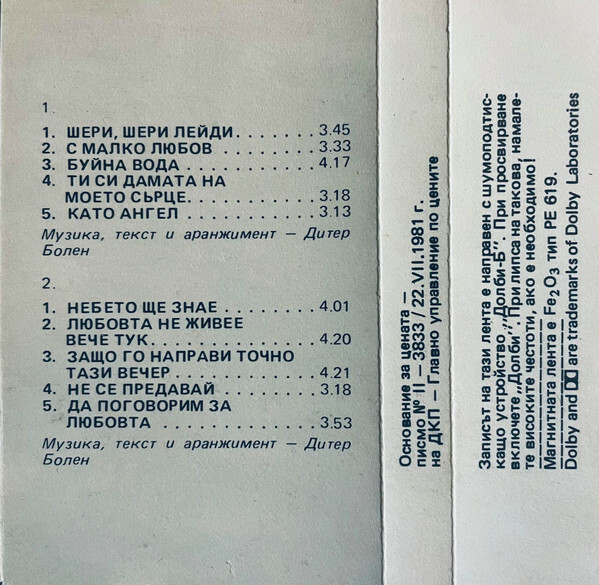 1.
1. ШЕРИ, ШЕРИ ЛЕЙДИ. . . . . . . . 3.45
2. С МАЛКО ЛЮБОВ . . . . . . . . . 3.33
3. БУЙНА ВОДА . . . . . . . . . . . . 4.17
4. ТИ СИ ДАМАТА НА
МОЕТО СЪРЦЕ. . . . . . . . . . . . 3.18
5. КАТО АНГЕЛ . . . . . . . . . . . . 3.13
Музика, текст и аранжимент – Дитер
Болен
2.
1. НЕБЕТО ЩЕ ЗНАЕ . . . . . . . . 4.01
2. ЛЮБОВТА НЕ ЖИВЕЕ
ВЕЧЕ ТУК. . . . . . . . . . . . . . . 4.20
3. ЗАЩО ГО НАПРАВИ ТОЧНО
ТАЗИ ВЕЧЕР . . . . . . . . . . . . 4.21
4. НЕ СЕ ПРЕДАВАЙ . . . . . . . . 3.18
5. ДА ПОГОВОРИМ ЗА
ЛЮБОВТА . . . . . . . . . . . . . . 3.53
Музика, текст и аранжимент – Дитер
Болен
Основание за цената –
писмо № II – 3833 / 22.VII.1981 г.
на ДКП – Главно управление по цените
Записът на тази лента е направен с шумоподтис-
кащо устройство „Долби-Б". При просвирване
включете „Долби". При липса на такова, намале-
те високите честоти, ако е необходимо!
Магнитната лента е Fe₂O₃ тип PE 619.
Dolby and are trademarks of Dolby Laboratories